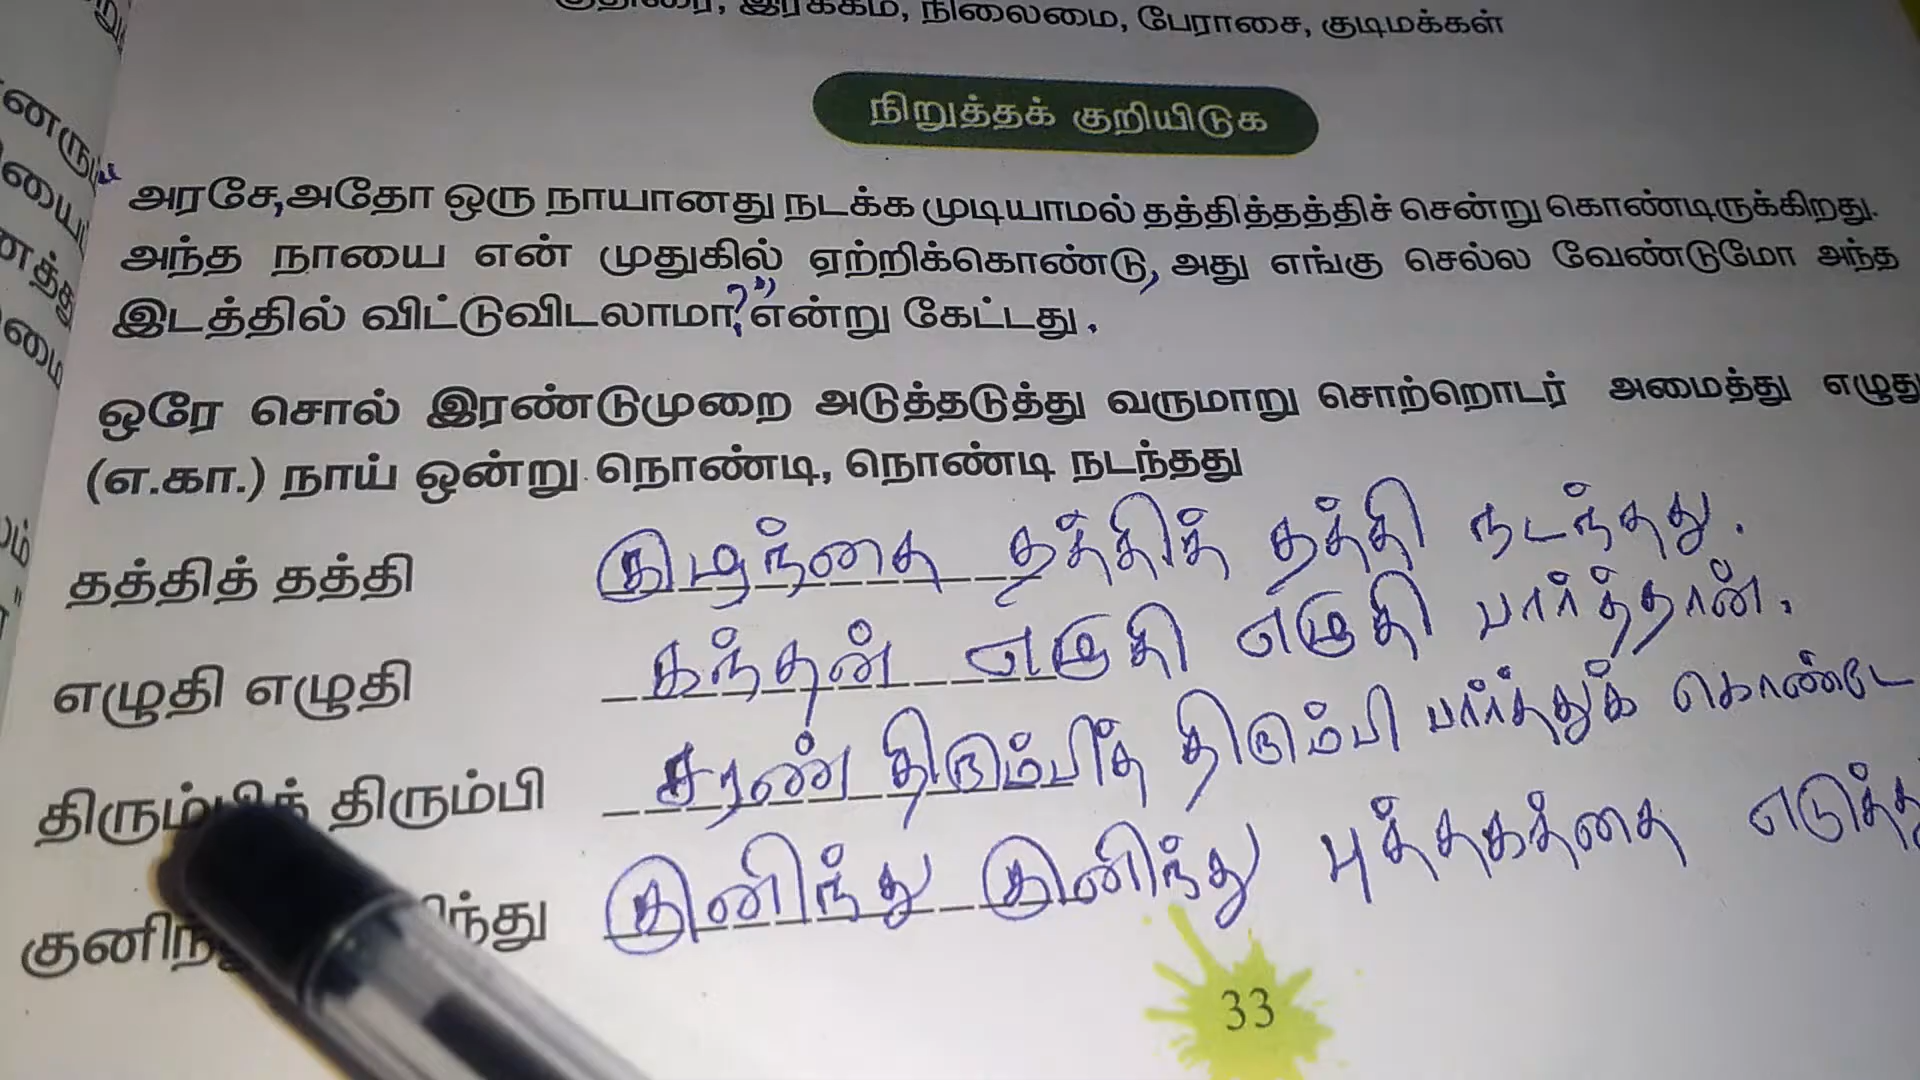 நிலைமை, பேராசை, குடிமக்கள்
நிறுத்தக் குறியிடுக
"அரசே, அதோ ஒரு நாயானது நடக்க முடியாமல் தத்தித்தத்திச் சென்று கொண்டிருக்கிறது.
அந்த நாயை என் முதுகில் ஏற்றிக்கொண்டு, அது எங்கு செல்ல வேண்டுமோ அந்த
இடத்தில் விட்டுவிடலாமா?" என்று கேட்டது.
ஒரே சொல் இரண்டுமுறை அடுத்தடுத்து வருமாறு சொற்றொடர் அமைத்து எழுது
(எ.கா.) நாய் ஒன்று நொண்டி, நொண்டி நடந்தது
தத்தித் தத்தி குழந்தை தத்தித் தத்தி நடந்தது.
எழுதி எழுதி கந்தன் எழுதி எழுதி பார்த்தான்.
திரும்பித் திரும்பி சரண் திரும்பித் திரும்பி பார்த்துக் கொண்டே
குனிந்து குனிந்து புத்தகத்தை
33